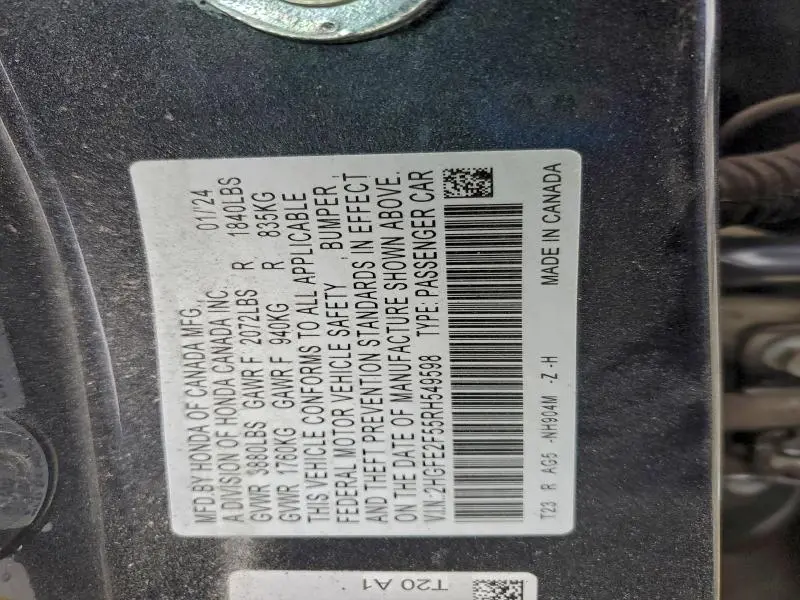 MFD.BY HONDA OF CANADA MFG. 01/24
A DIVISION OF HONDA CANADA INC.
GVWR 3880LBS GAWR F 2072LBS R 1840LBS
GVWR 1760KG GAWR F 940KG R 835KG
THIS VEHICLE CONFORMS TO ALL APPLICABLE
FEDERAL MOTOR VEHICLE SAFETY , BUMPER ,
AND THEFT PREVENTION STANDARDS IN EFFECT
ON THE DATE OF MANUFACTURE SHOWN ABOVE.
V.I.N: 2HGFE2F55RH549598 TYPE: PASSENGER CAR
T23 R AG5 -NH904M -Z -H MADE IN CANADA
T20 A1